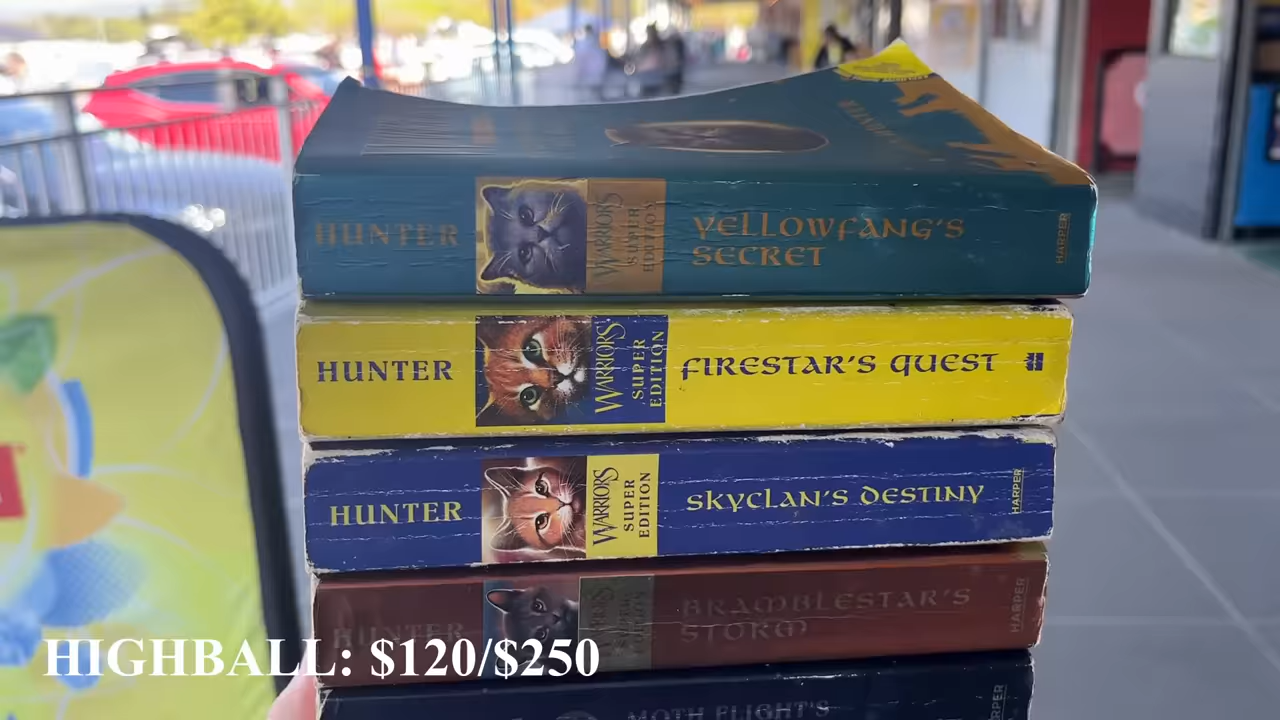 HUNTER
WARRIORS
SUPER
EDITION
YELLOWFANG'S
SECRET
HARPER
HUNTER
WARRIORS
SUPER
EDITION
FIRESTAR'S QUEST
HUNTER
WARRIORS
SUPER
EDITION
SKYCLAN'S DESTINY
HARPER
HUNTER
BRAMBLESTAR'S
STORM
HARPER
MOTH FLIGHT'S
HARPER
HIGHBALL: $120/$250